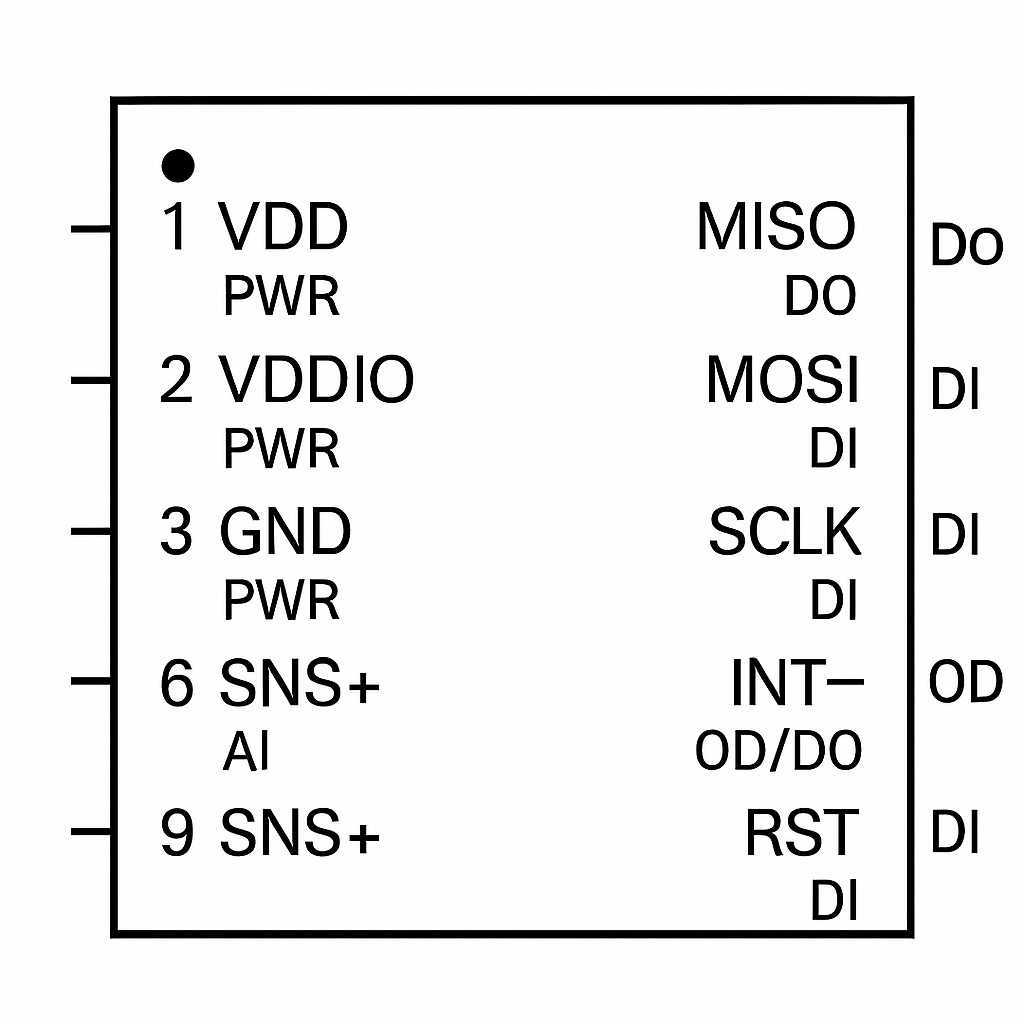 1 VDD MISO Do
PWR DO
2 VDDIO MOSI DI
PWR DI
3 GND SCLK DI
PWR DI
6 SNS+ INT– OD
AI OD/DO
9 SNS+ RST DI
DI